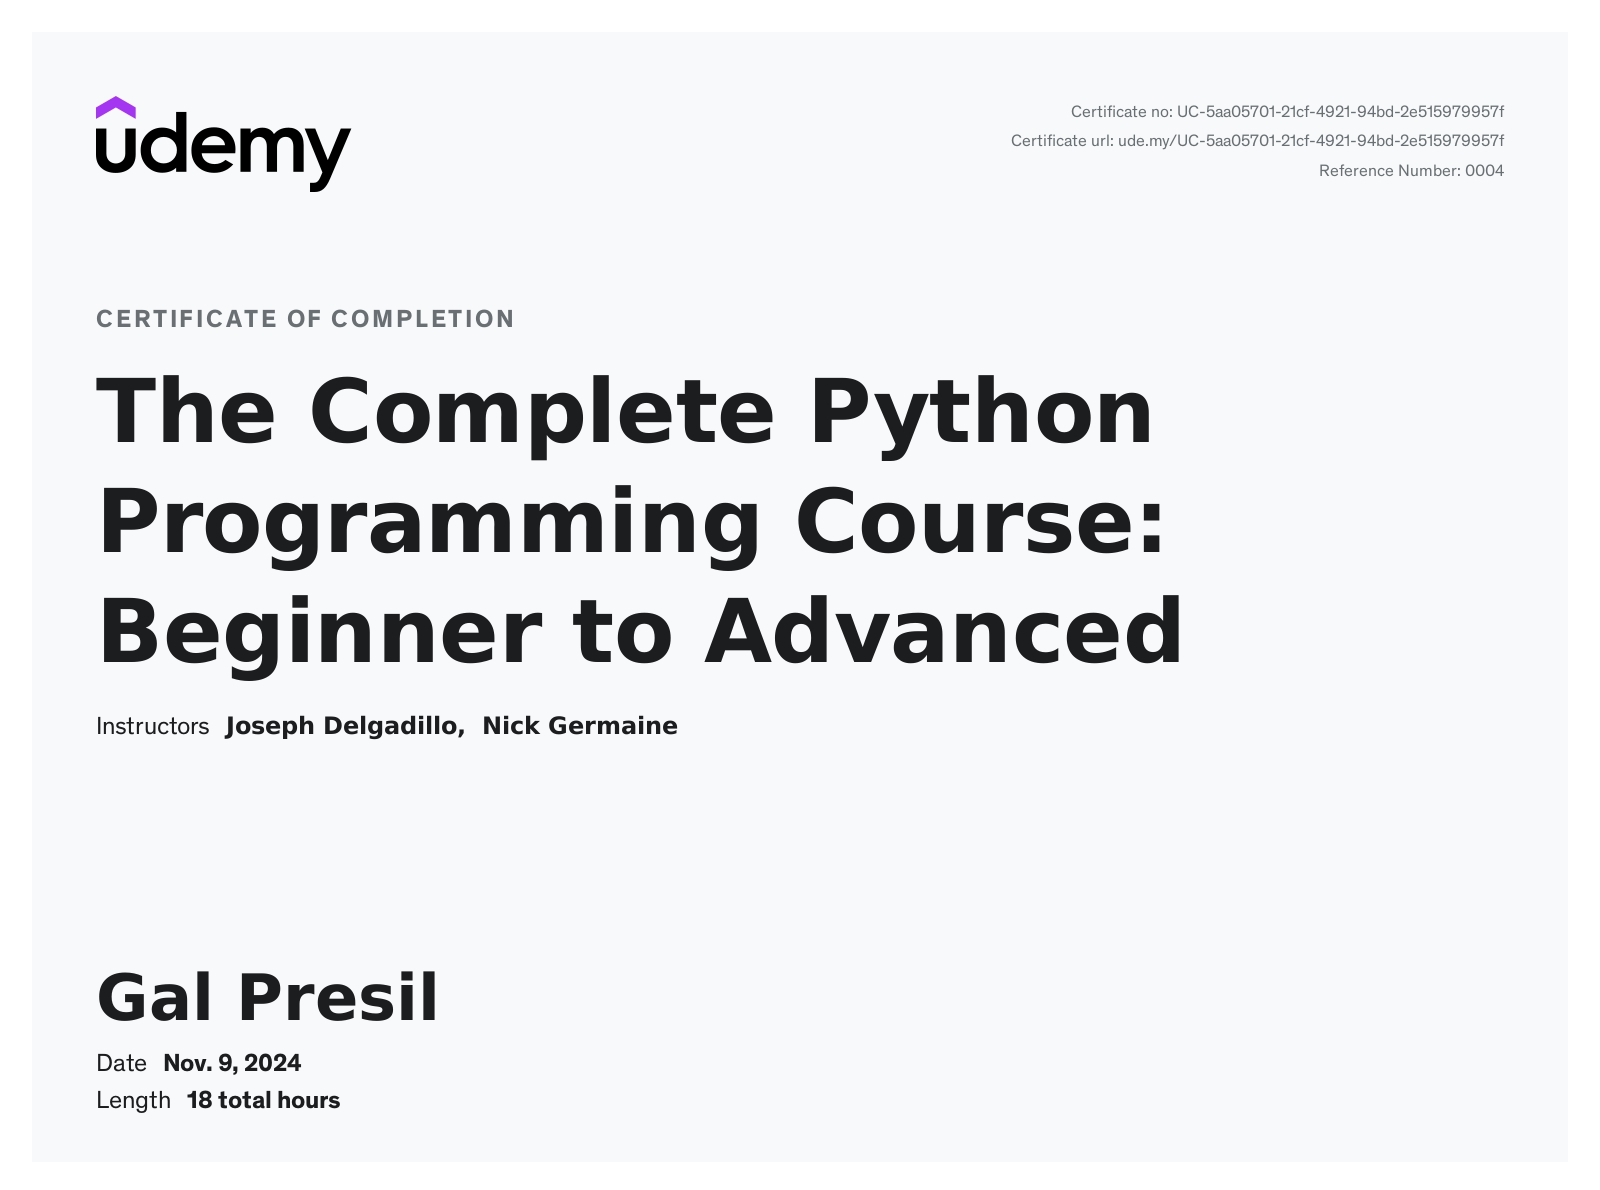 udemy
Certificate no: UC-5aa05701-21cf-4921-94bd-2e515979957f
Certificate url: ude.my/UC-5aa05701-21cf-4921-94bd-2e515979957f
Reference Number: 0004
CERTIFICATE OF COMPLETION
The Complete Python
Programming Course:
Beginner to Advanced
Instructors Joseph Delgadillo, Nick Germaine
Gal Presil
Date Nov. 9, 2024
Length 18 total hours